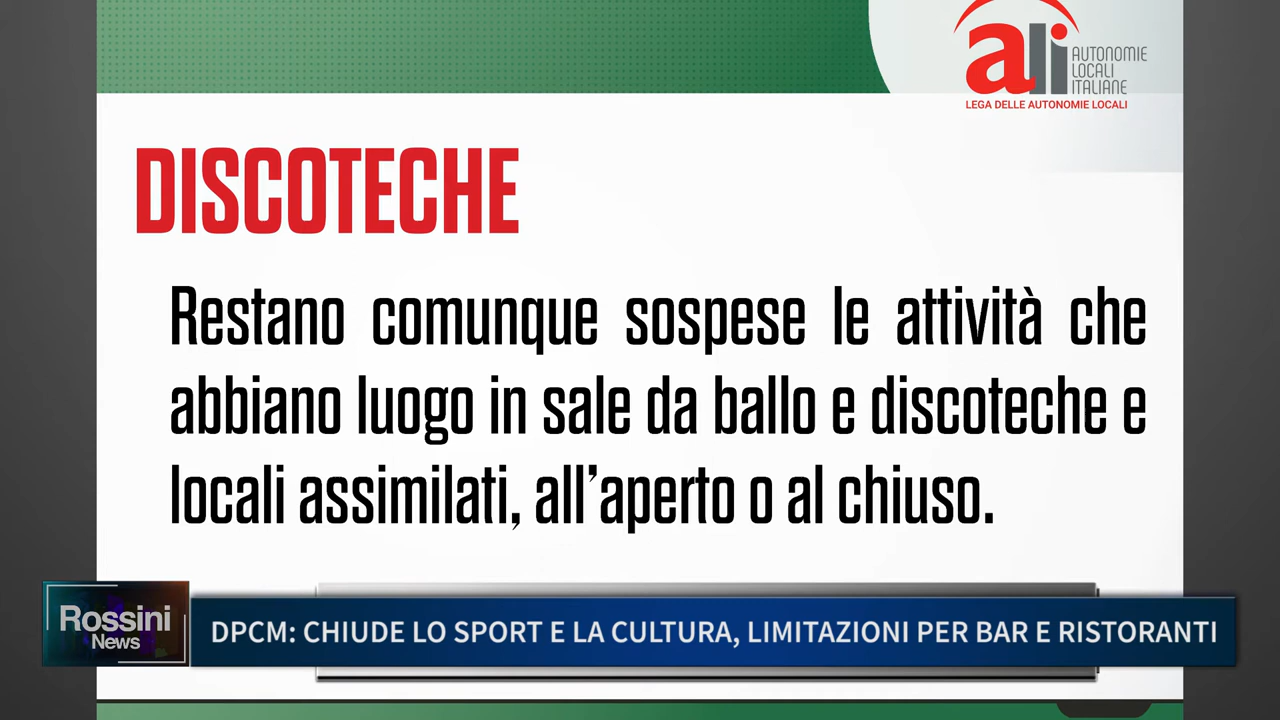 ali AUTONOMIE
LOCALI
ITALIANE
LEGA DELLE AUTONOMIE LOCALI
DISCOTECHE
Restano comunque sospese le attività che
abbiano luogo in sale da ballo e discoteche e
locali assimilati, all’aperto o al chiuso.
Rossini
News
DPCM: CHIUDE LO SPORT E LA CULTURA, LIMITAZIONI PER BAR E RISTORANTI